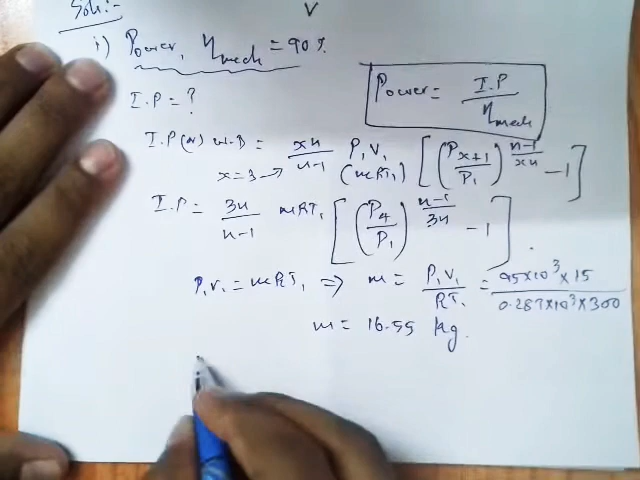 Soln:-
i) Power, ηmech = 90%
I.P = ?
Power = I.P / ηmech
I.P (or) W.D = xn/n-1 P₁V₁ [(Px+1/P₁)^(n-1/xn) - 1]
x = 3 → (mRT₁)
I.P = 3n/n-1 mRT₁ [(P₄/P₁)^(n-1/3n) - 1].
P₁V₁ = mRT₁ ⇒ m = P₁V₁/RT₁ = 95×10³×15 / 0.287×10³×300
m = 16.55 kg.